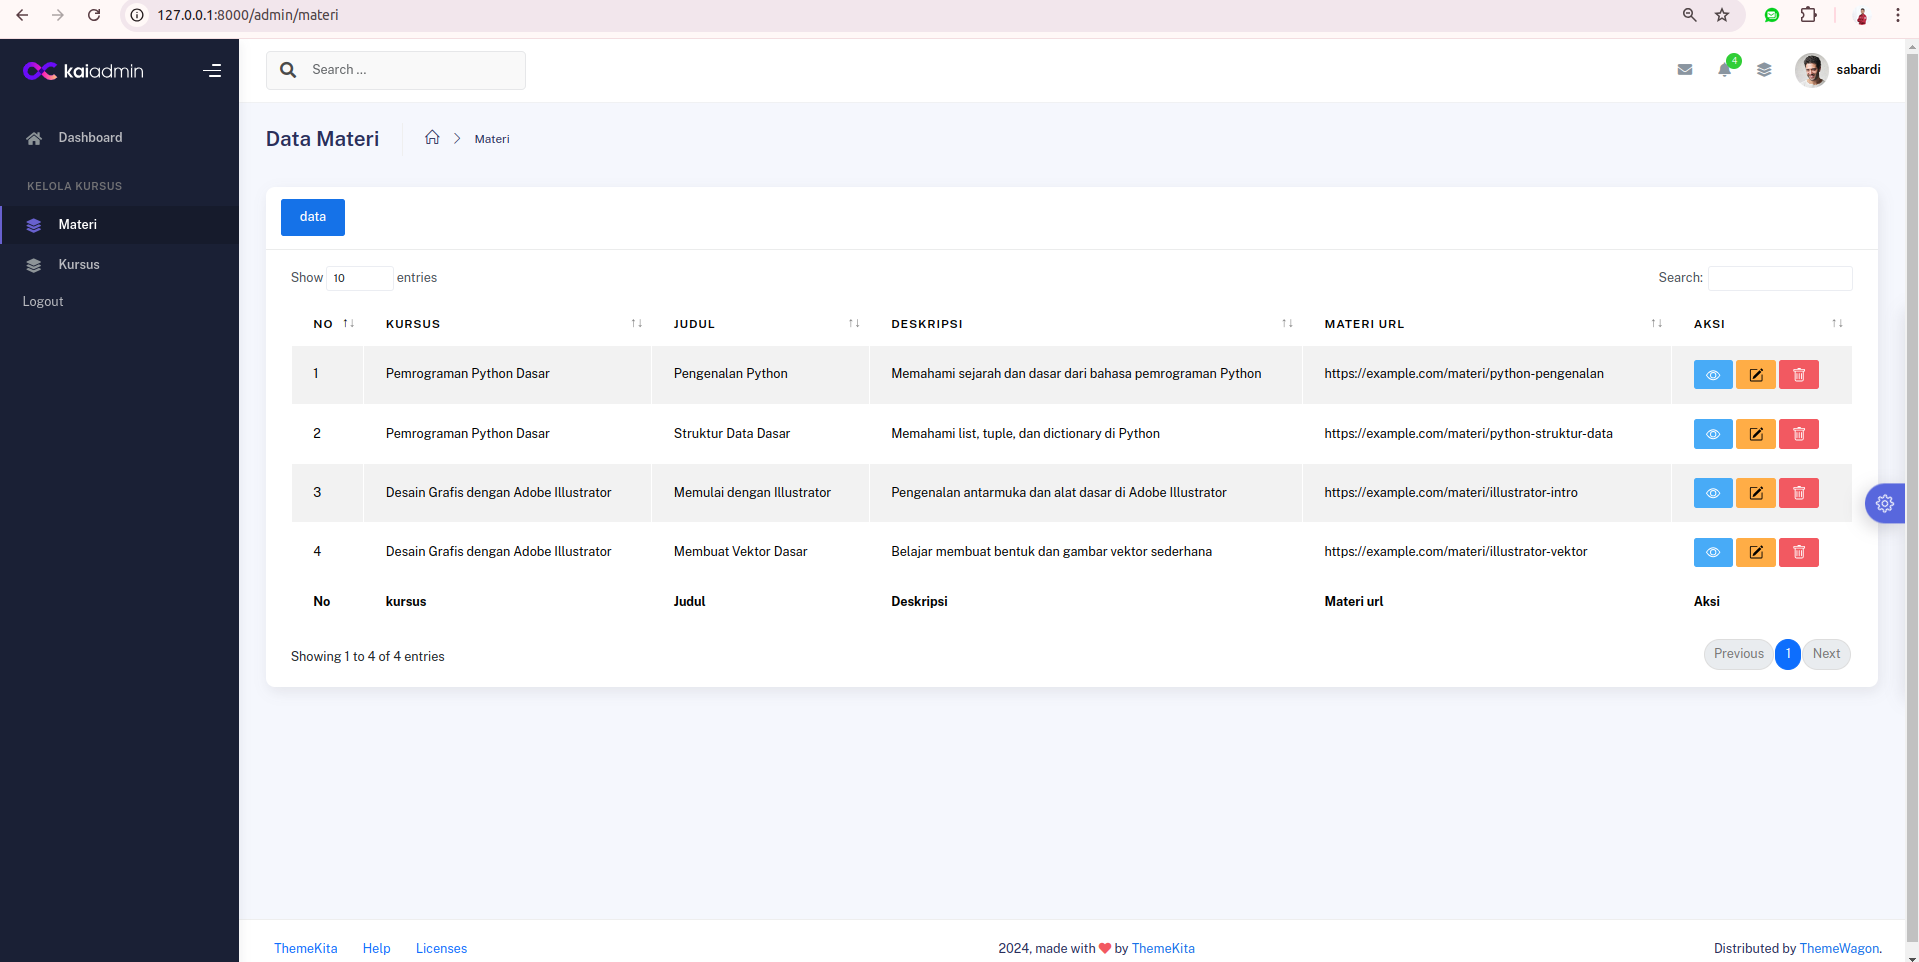 127.0.0.1:8000/admin/materi
kaiadmin
Search ...
4
sabardi
Dashboard
KELOLA KURSUS
Materi
Kursus
Logout
Data Materi
Materi
data
Show 10 entries
Search:
NO KURSUS JUDUL DESKRIPSI MATERI URL AKSI
1 Pemrograman Python Dasar Pengenalan Python Memahami sejarah dan dasar dari bahasa pemrograman Python https://example.com/materi/python-pengenalan
2 Pemrograman Python Dasar Struktur Data Dasar Memahami list, tuple, dan dictionary di Python https://example.com/materi/python-struktur-data
3 Desain Grafis dengan Adobe Illustrator Memulai dengan Illustrator Pengenalan antarmuka dan alat dasar di Adobe Illustrator https://example.com/materi/illustrator-intro
4 Desain Grafis dengan Adobe Illustrator Membuat Vektor Dasar Belajar membuat bentuk dan gambar vektor sederhana https://example.com/materi/illustrator-vektor
No kursus Judul Deskripsi Materi url Aksi
Showing 1 to 4 of 4 entries
Previous 1 Next
ThemeKita Help Licenses
2024, made with ❤ by ThemeKita
Distributed by ThemeWagon.